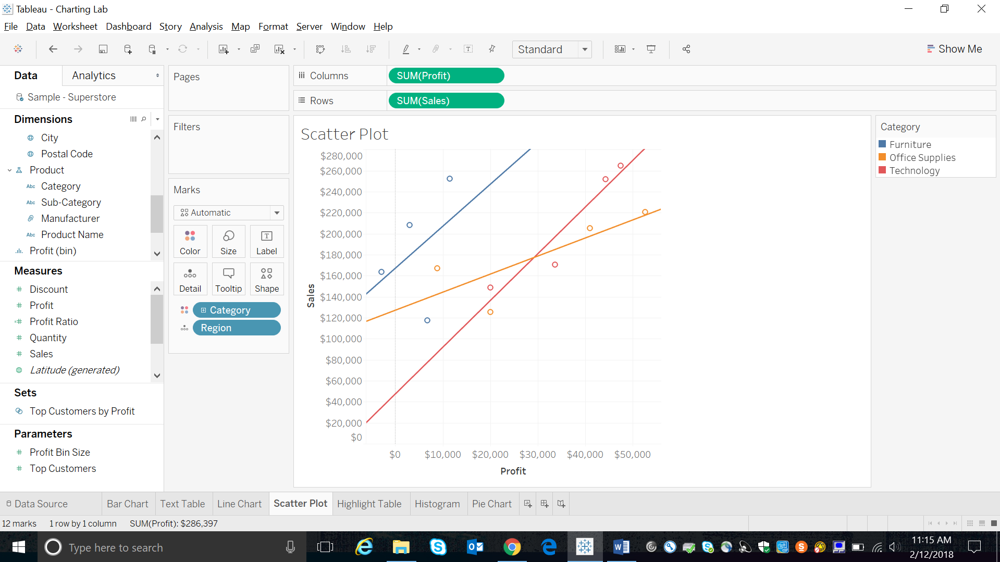 Tableau - Charting Lab
File Data Worksheet Dashboard Story Analysis Map Format Server Window Help
Standard
Show Me
Data
Analytics
Sample - Superstore
Dimensions
City
Postal Code
Product
Abc Category
Abc Sub-Category
Manufacturer
Abc Product Name
Profit (bin)
Measures
# Discount
# Profit
=# Profit Ratio
# Quantity
# Sales
Latitude (generated)
Sets
Top Customers by Profit
Parameters
# Profit Bin Size
# Top Customers
Pages
Filters
Marks
Automatic
Color Size Label
Detail Tooltip Shape
Category
Region
Columns SUM(Profit)
Rows SUM(Sales)
Scatter Plot
$280,000
$260,000
$240,000
$220,000
$200,000
$180,000
$160,000
$140,000
$120,000
$100,000
$80,000
$60,000
$40,000
$20,000
$0
Sales
$0 $10,000 $20,000 $30,000 $40,000 $50,000
Profit
Category
Furniture
Office Supplies
Technology
Data Source Bar Chart Text Table Line Chart Scatter Plot Highlight Table Histogram Pie Chart
12 marks 1 row by 1 column SUM(Profit): $286,397
Type here to search
11:15 AM
2/12/2018